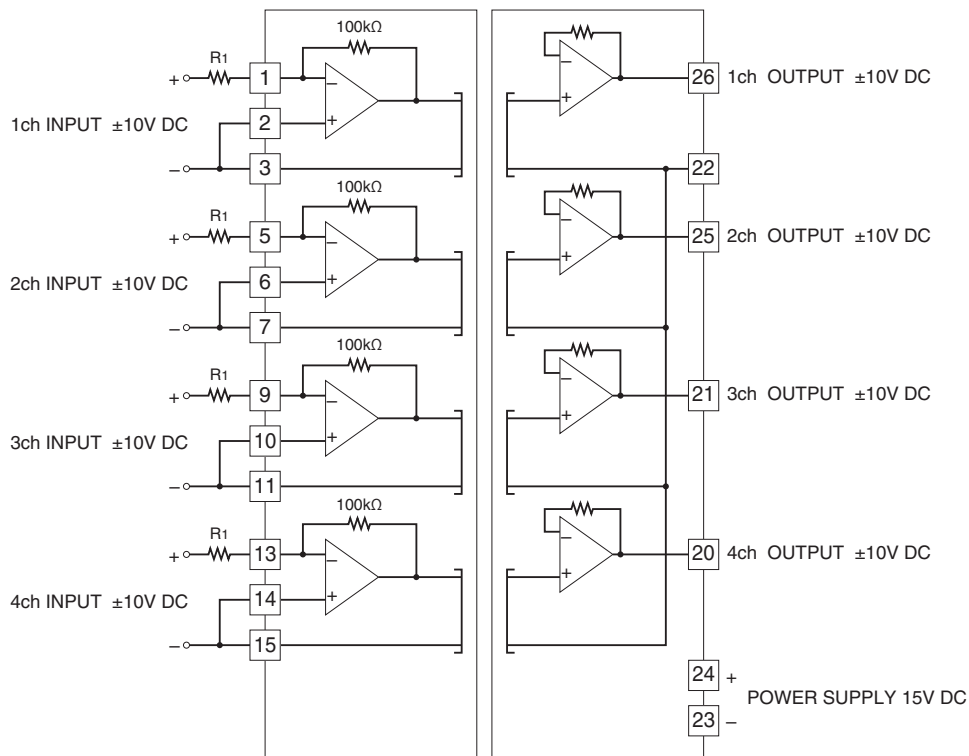 100kΩ
+ R1 1 − 26 1ch OUTPUT ±10V DC
1ch INPUT ±10V DC 2 + +
− 3 22
100kΩ
+ R1 5 − 25 2ch OUTPUT ±10V DC
2ch INPUT ±10V DC 6 + +
− 7
100kΩ
+ R1 9 − 21 3ch OUTPUT ±10V DC
3ch INPUT ±10V DC 10 + +
− 11
100kΩ
+ R1 13 − 20 4ch OUTPUT ±10V DC
4ch INPUT ±10V DC 14 + +
− 15
24 +
POWER SUPPLY 15V DC
23 −